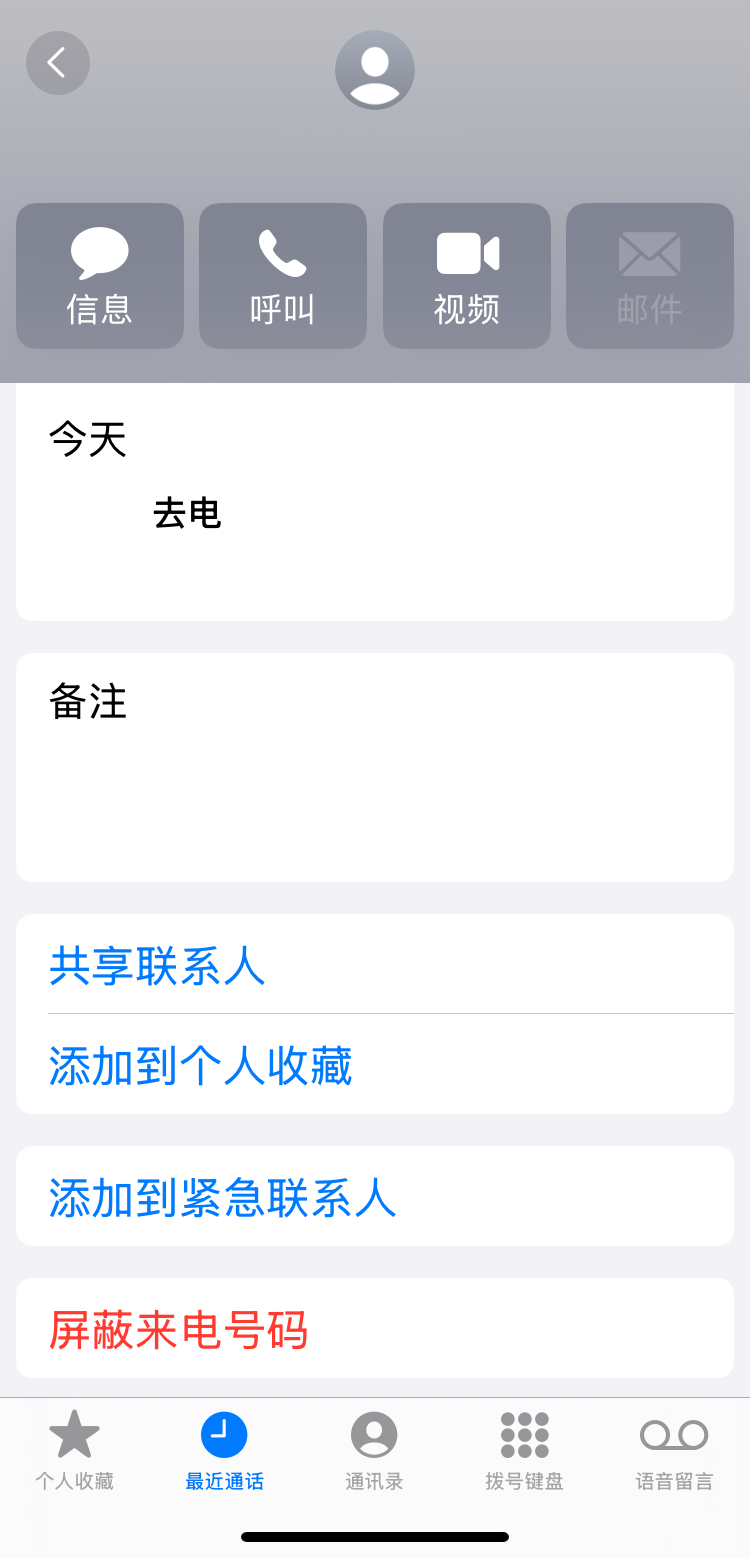 信息 呼叫 视频 邮件
今天
去电
备注
共享联系人
添加到个人收藏
添加到紧急联系人
屏蔽来电号码
个人收藏 最近通话 通讯录 拨号键盘 语音留言